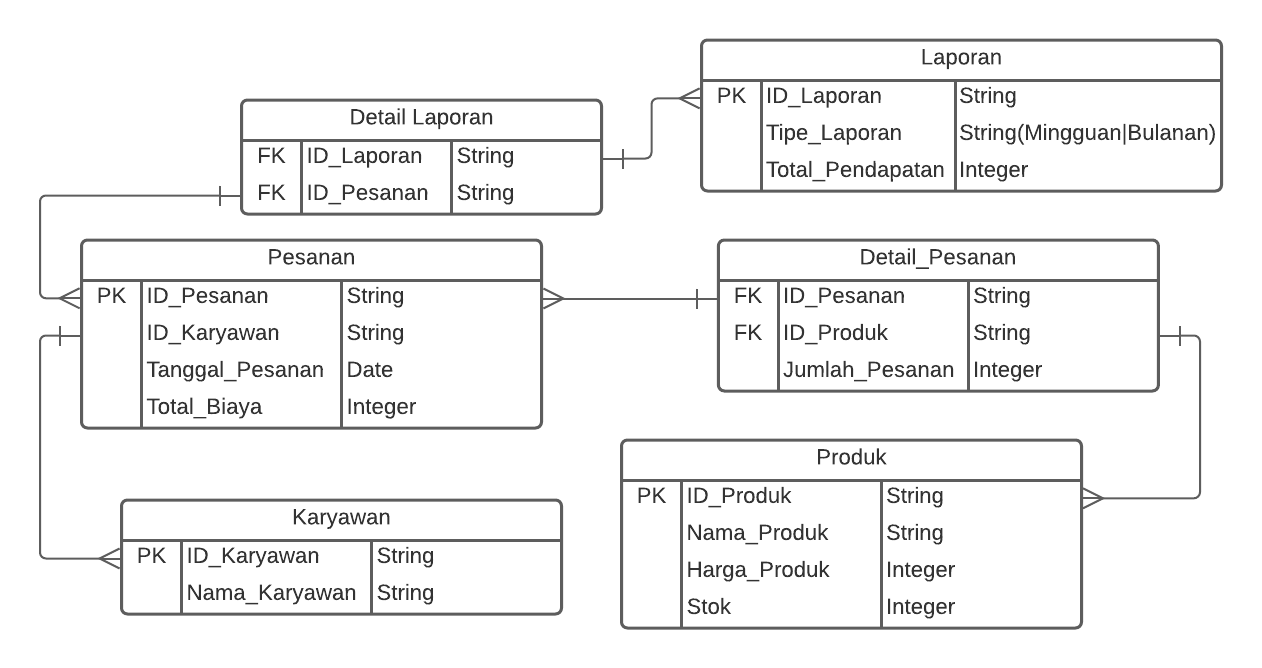 Laporan
PK ID_Laporan String
Tipe_Laporan String(Mingguan|Bulanan)
Total_Pendapatan Integer
Detail Laporan
FK ID_Laporan String
FK ID_Pesanan String
Pesanan
PK ID_Pesanan String
ID_Karyawan String
Tanggal_Pesanan Date
Total_Biaya Integer
Detail_Pesanan
FK ID_Pesanan String
FK ID_Produk String
Jumlah_Pesanan Integer
Produk
PK ID_Produk String
Nama_Produk String
Harga_Produk Integer
Stok Integer
Karyawan
PK ID_Karyawan String
Nama_Karyawan String